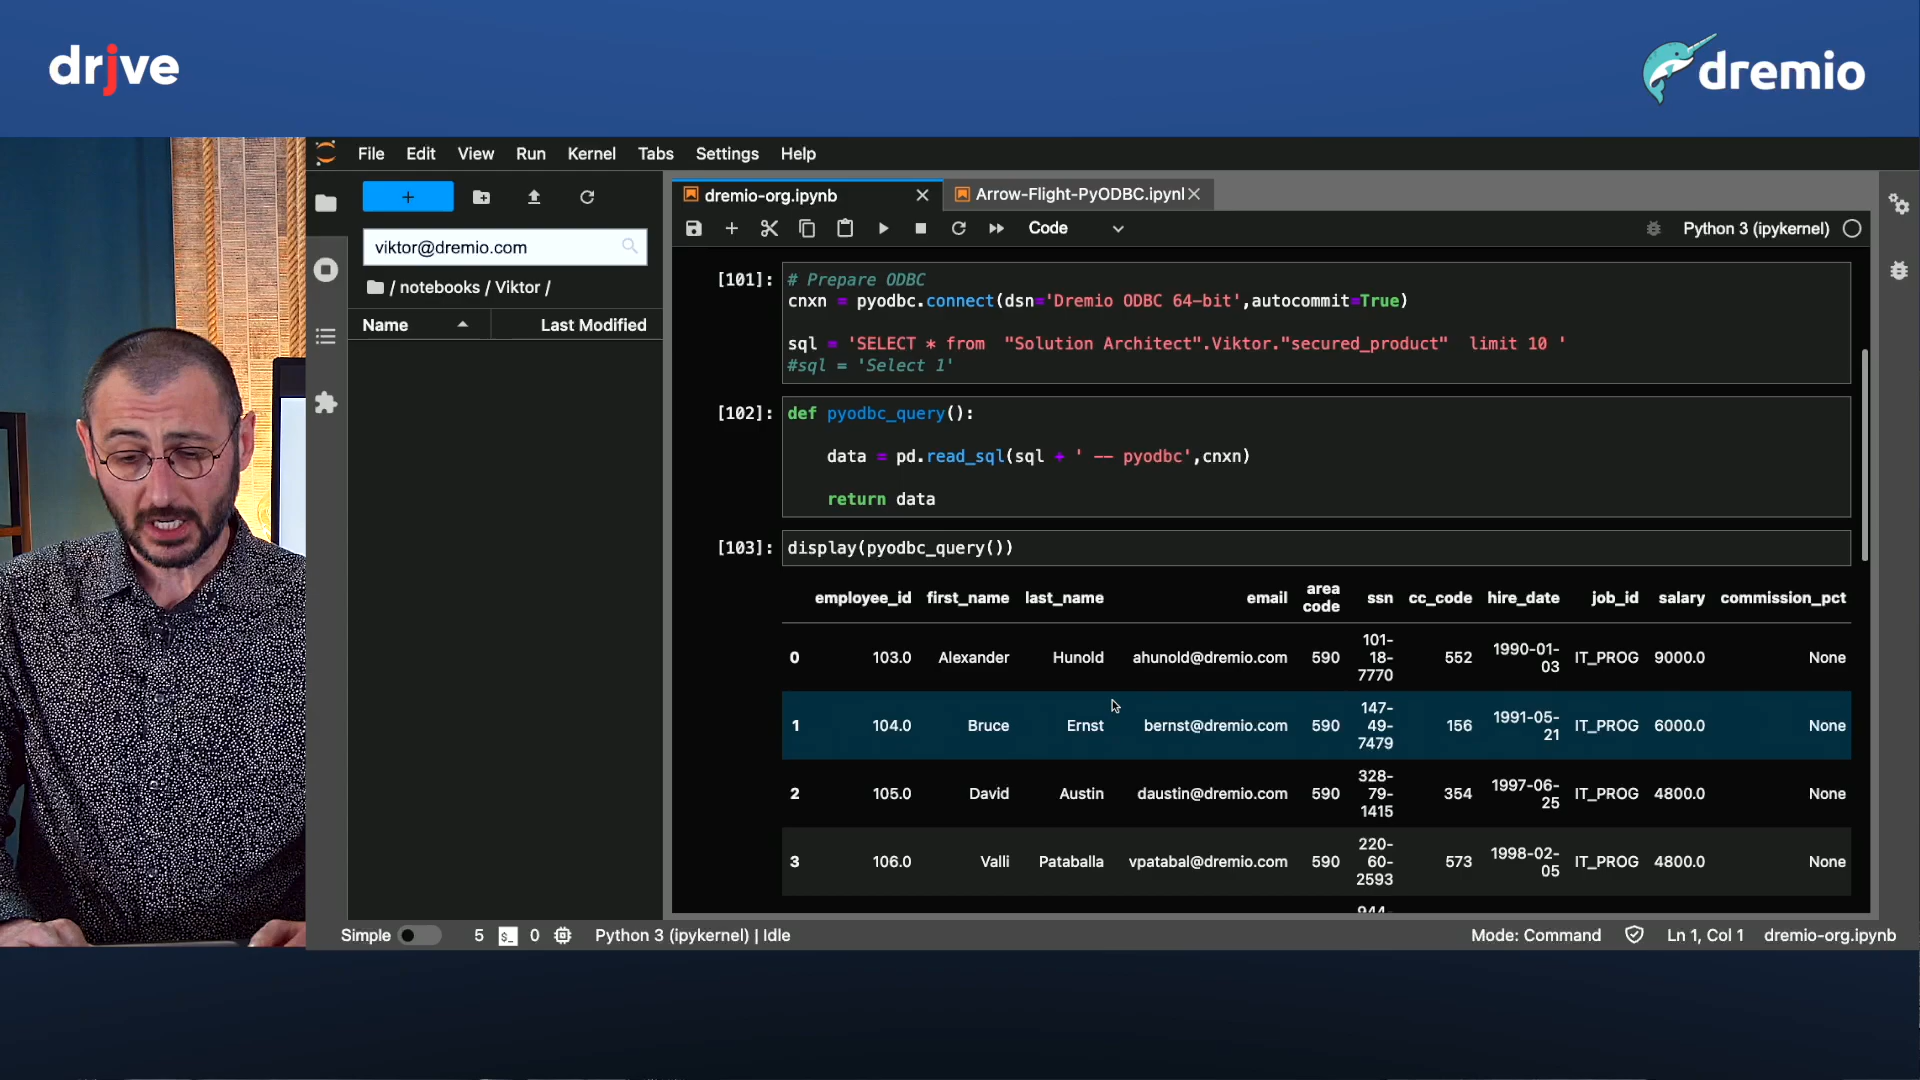 drjve
dremio
File Edit View Run Kernel Tabs Settings Help
+
viktor@dremio.com
/ notebooks / Viktor /
Name Last Modified
dremio-org.ipynb
Arrow-Flight-PyODBC.ipynl
Code
Python 3 (ipykernel)
[101]: # Prepare ODBC
cnxn = pyodbc.connect(dsn='Dremio ODBC 64-bit',autocommit=True)
sql = 'SELECT * from  "Solution Architect".Viktor."secured_product"  limit 10 '
#sql = 'Select 1'
[102]: def pyodbc_query():
data = pd.read_sql(sql + ' -- pyodbc',cnxn)
return data
[103]: display(pyodbc_query())
employee_id first_name last_name email area code ssn cc_code hire_date job_id salary commission_pct
0 103.0 Alexander Hunold ahunold@dremio.com 590 101-18-7770 552 1990-01-03 IT_PROG 9000.0 None
1 104.0 Bruce Ernst bernst@dremio.com 590 147-49-7479 156 1991-05-21 IT_PROG 6000.0 None
2 105.0 David Austin daustin@dremio.com 590 328-79-1415 354 1997-06-25 IT_PROG 4800.0 None
3 106.0 Valli Pataballa vpatabal@dremio.com 590 220-60-2593 573 1998-02-05 IT_PROG 4800.0 None
Simple 5 $_ 0 Python 3 (ipykernel) | Idle
Mode: Command Ln 1, Col 1 dremio-org.ipynb